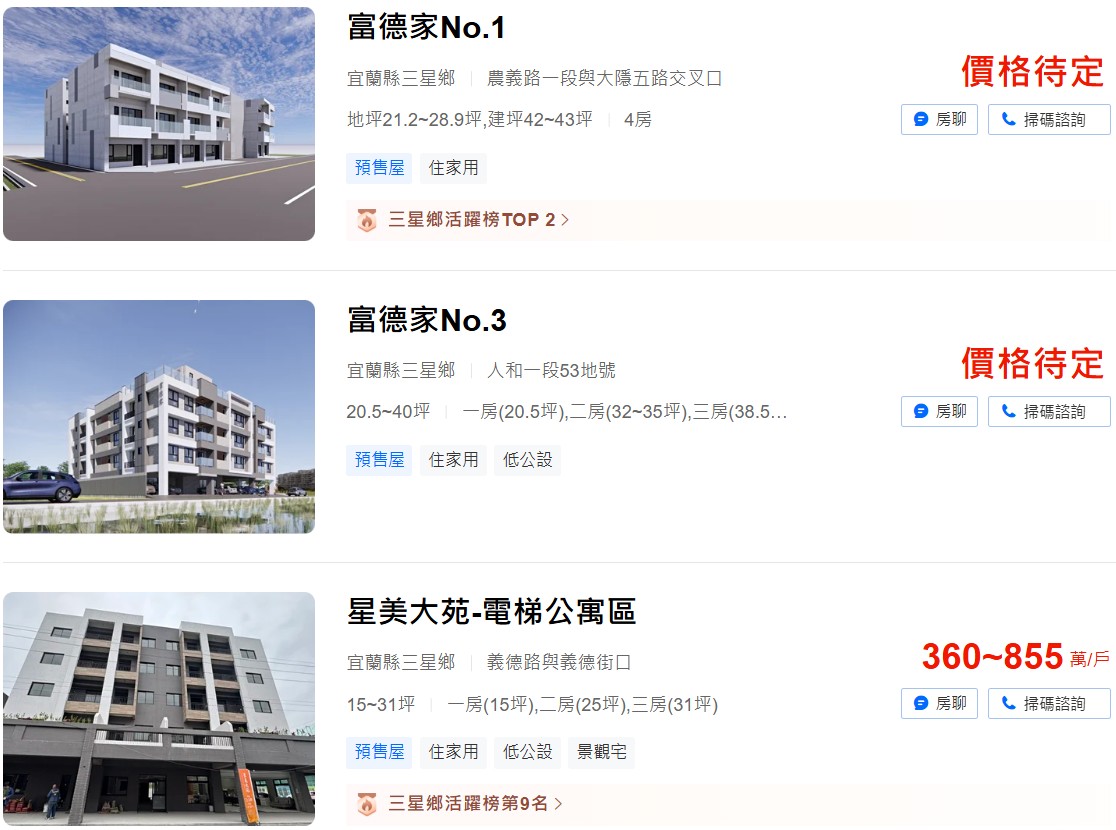 富德家No.1
宜蘭縣三星鄉 農義路一段與大隱五路交叉口
價格待定
地坪21.2~28.9坪,建坪42~43坪 4房
房聊 掃碼諮詢
預售屋 住家用
三星鄉活躍榜TOP 2
富德家No.3
宜蘭縣三星鄉 人和一段53地號
價格待定
20.5~40坪 一房(20.5坪),二房(32~35坪),三房(38.5…
房聊 掃碼諮詢
預售屋 住家用 低公設
星美大苑-電梯公寓區
宜蘭縣三星鄉 義德路與義德街口
360~855 萬/戶
15~31坪 一房(15坪),二房(25坪),三房(31坪)
房聊 掃碼諮詢
預售屋 住家用 低公設 景觀宅
三星鄉活躍榜第9名